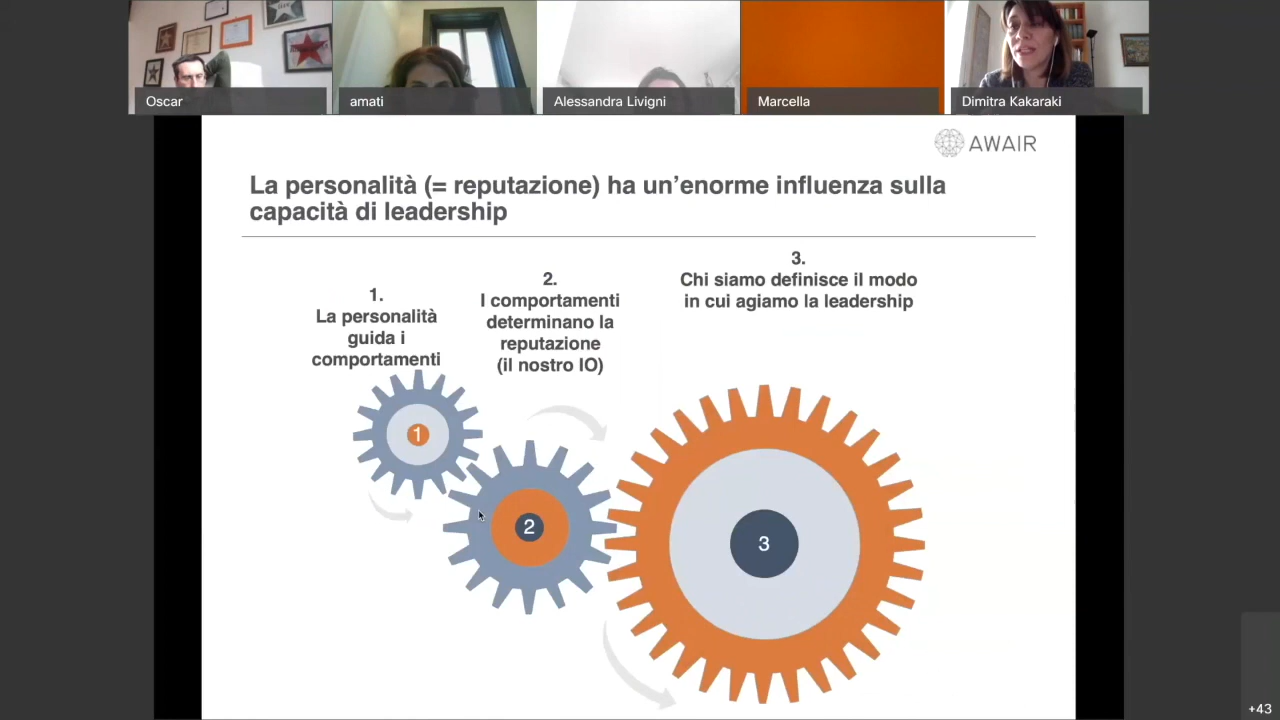 Oscar
amati
Alessandra Livigni
Marcella
Dimitra Kakaraki
AWAIR
La personalità (= reputazione) ha un'enorme influenza sulla
capacità di leadership
1.
La personalità
guida i
comportamenti
2.
I comportamenti
determinano la
reputazione
(il nostro IO)
3.
Chi siamo definisce il modo
in cui agiamo la leadership
1
2
3
+43